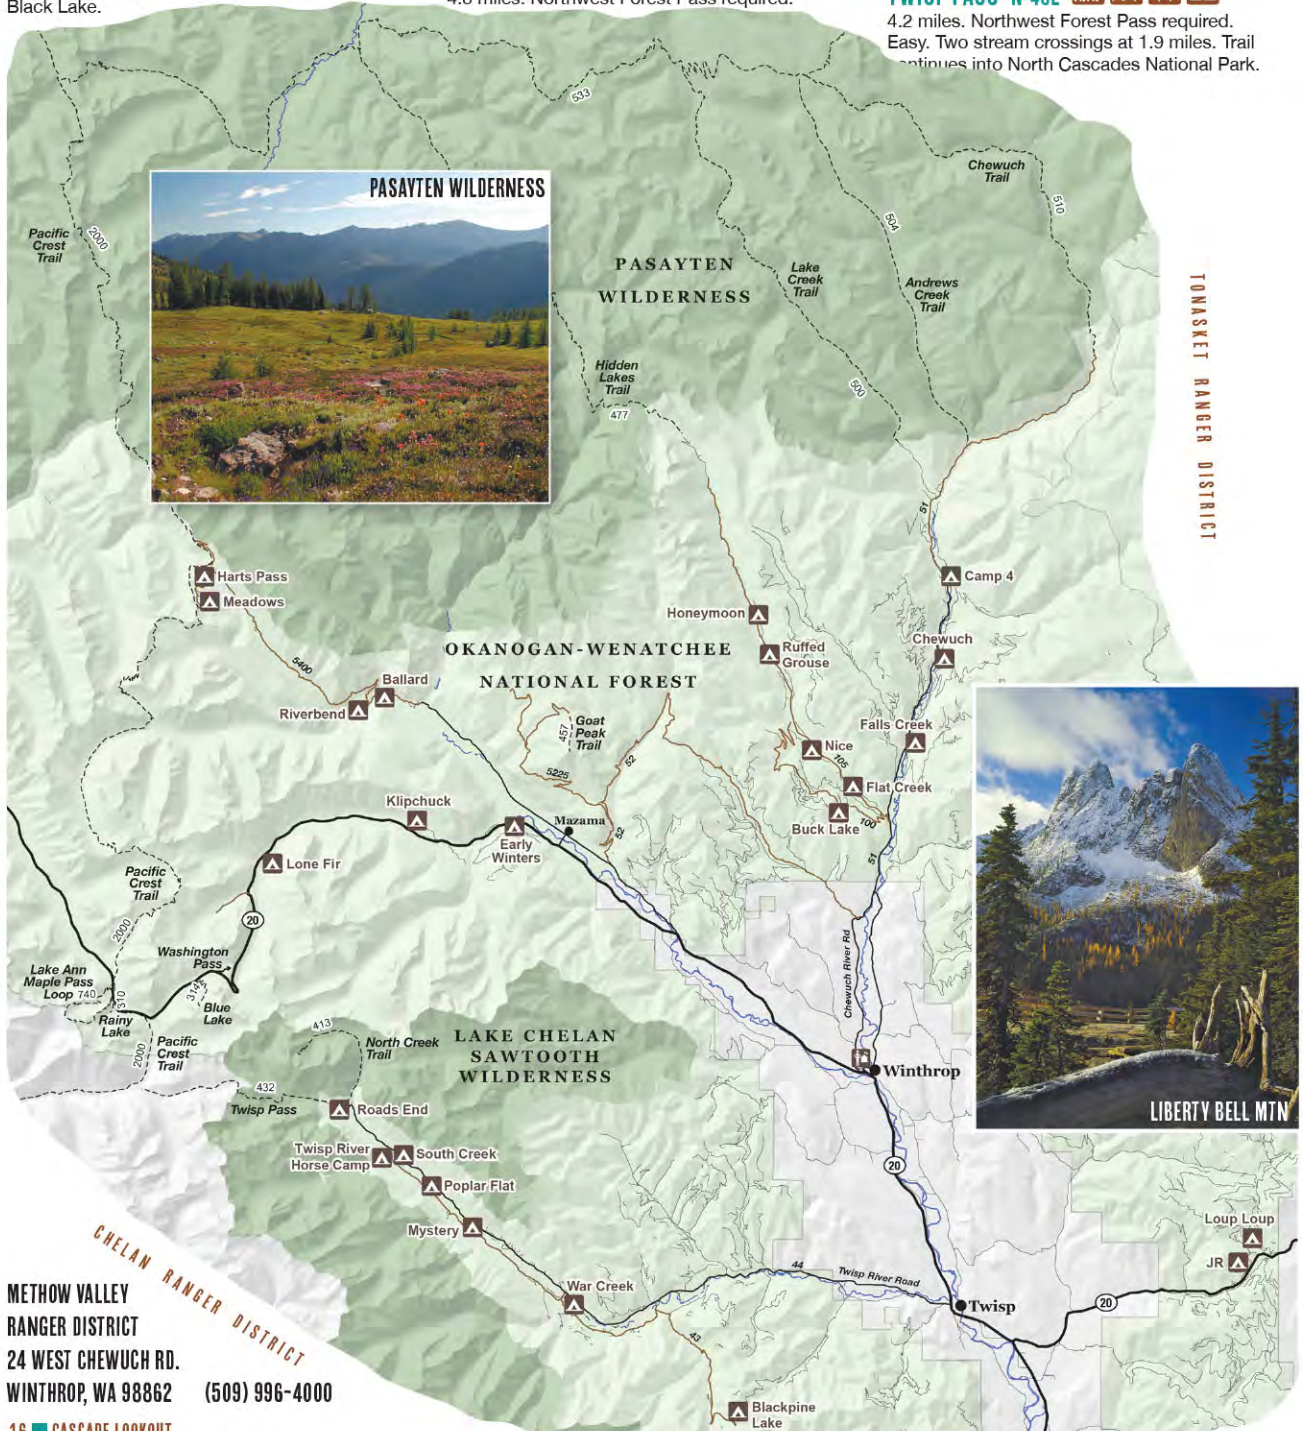 Black Lake.
4.2 miles. Northwest Forest Pass required.
Easy. Two stream crossings at 1.9 miles. Trail
continues into North Cascades National Park.
533
Chewuch
Trail
510
PASAYTEN WILDERNESS
Pacific
Crest
Trail
2000
504
PASAYTEN
WILDERNESS
Lake
Creek
Trail
Andrews
Creek
Trail
TONASKET RANGER DISTRICT
Hidden
Lakes
Trail
477
500
51
Harts Pass
Meadows
Camp 4
Honeymoon
Ruffed
Grouse
Chewuch
OKANOGAN-WENATCHEE
NATIONAL FOREST
5400
Ballard
Riverbend
457
Goat
Peak
Trail
52
5225
Falls Creek
Nice
105
Flat Creek
Buck Lake
100
Klipchuck
Early
Winters
Mazama
52
51
Lone Fir
Pacific
Crest
Trail
2000
20
Washington
Pass
Lake Ann
Maple Pass
Loop 740
310
314
Rainy
Lake
Blue
Lake
Chewuch River Rd
2000
Pacific
Crest
Trail
413
North Creek
Trail
LAKE CHELAN
SAWTOOTH
WILDERNESS
432
Twisp Pass
Winthrop
LIBERTY BELL MTN
Roads End
Twisp River
Horse Camp
South Creek
Poplar Flat
Mystery
20
CHELAN RANGER DISTRICT
War Creek
44
Twisp River Road
Twisp
20
Loup Loup
JR
43
Blackpine
Lake
METHOW VALLEY
RANGER DISTRICT
24 WEST CHEWUCH RD.
WINTHROP, WA 98862 (509) 996-4000
16 CASCADE LOOKOUT